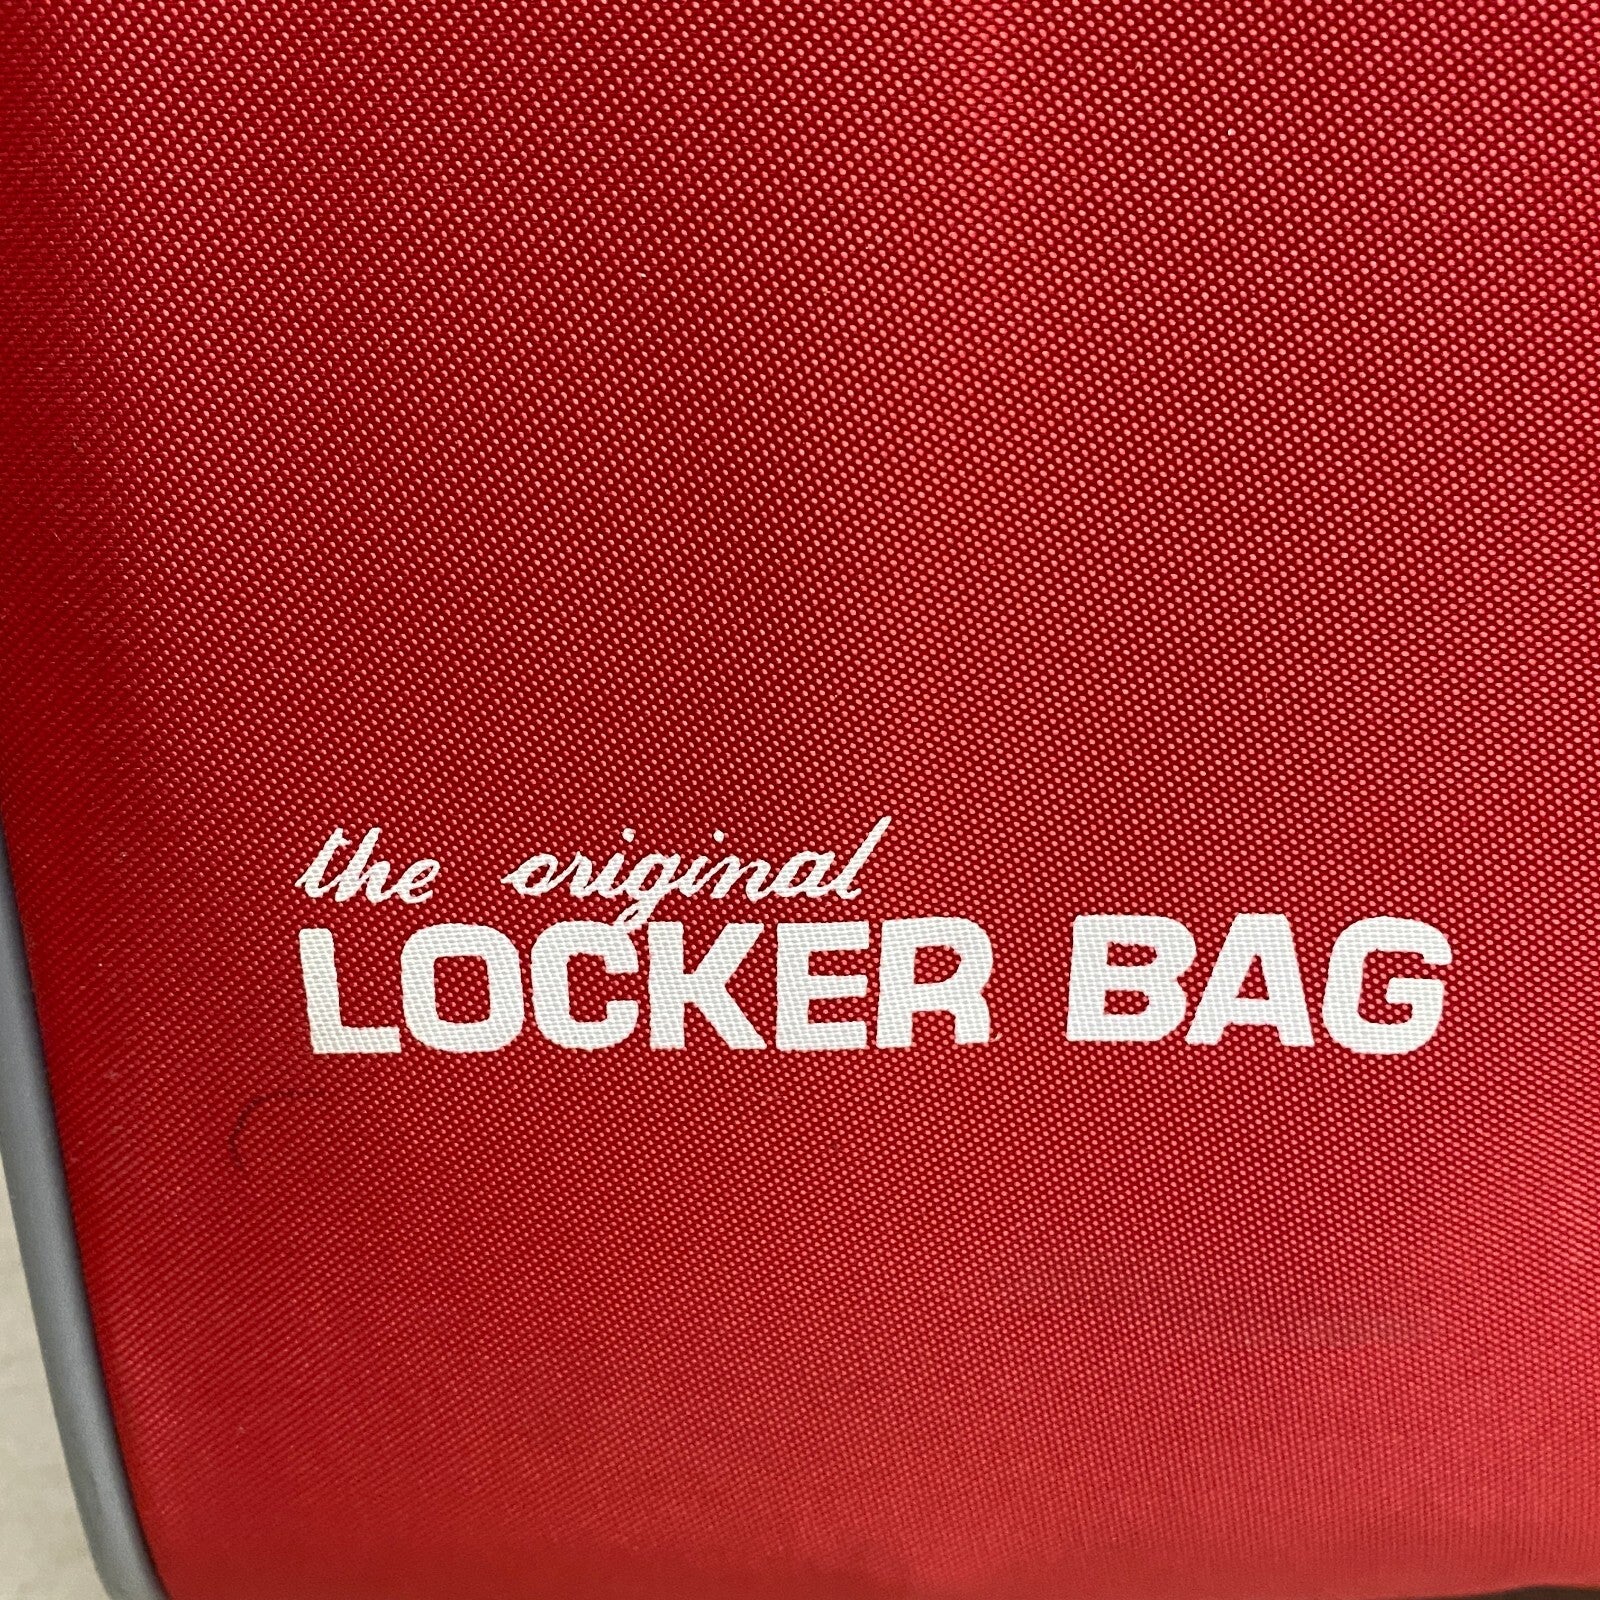 the original
LOCKER BAG